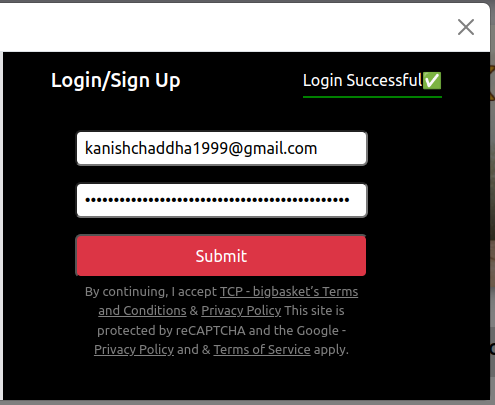 Login/Sign Up
Login Successful✅
kanishchaddha1999@gmail.com
Submit
By continuing, I accept TCP - bigbasket’s Terms
and Conditions & Privacy Policy This site is
protected by reCAPTCHA and the Google -
Privacy Policy and & Terms of Service apply.